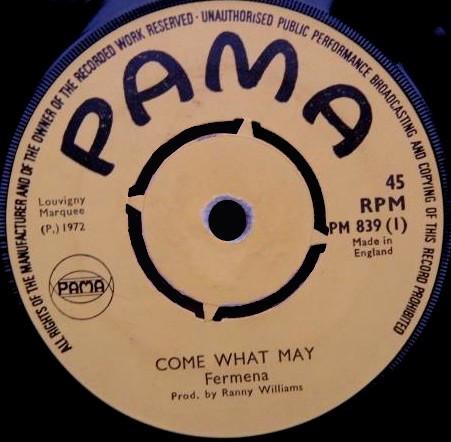 ALL RIGHTS OF THE MANUFACTURER AND OF THE OWNER OF THE RECORDED WORK RESERVED · UNAUTHORISED PUBLIC PERFORMANCE BROADCASTING AND COPYING OF THIS RECORD PROHIBITED
PAMA
45
RPM
PM 839 (1)
Made in
England
Louvigny
Marquee
(P.) 1972
PAMA
COME WHAT MAY
Fermena
Prod. by Ranny Williams